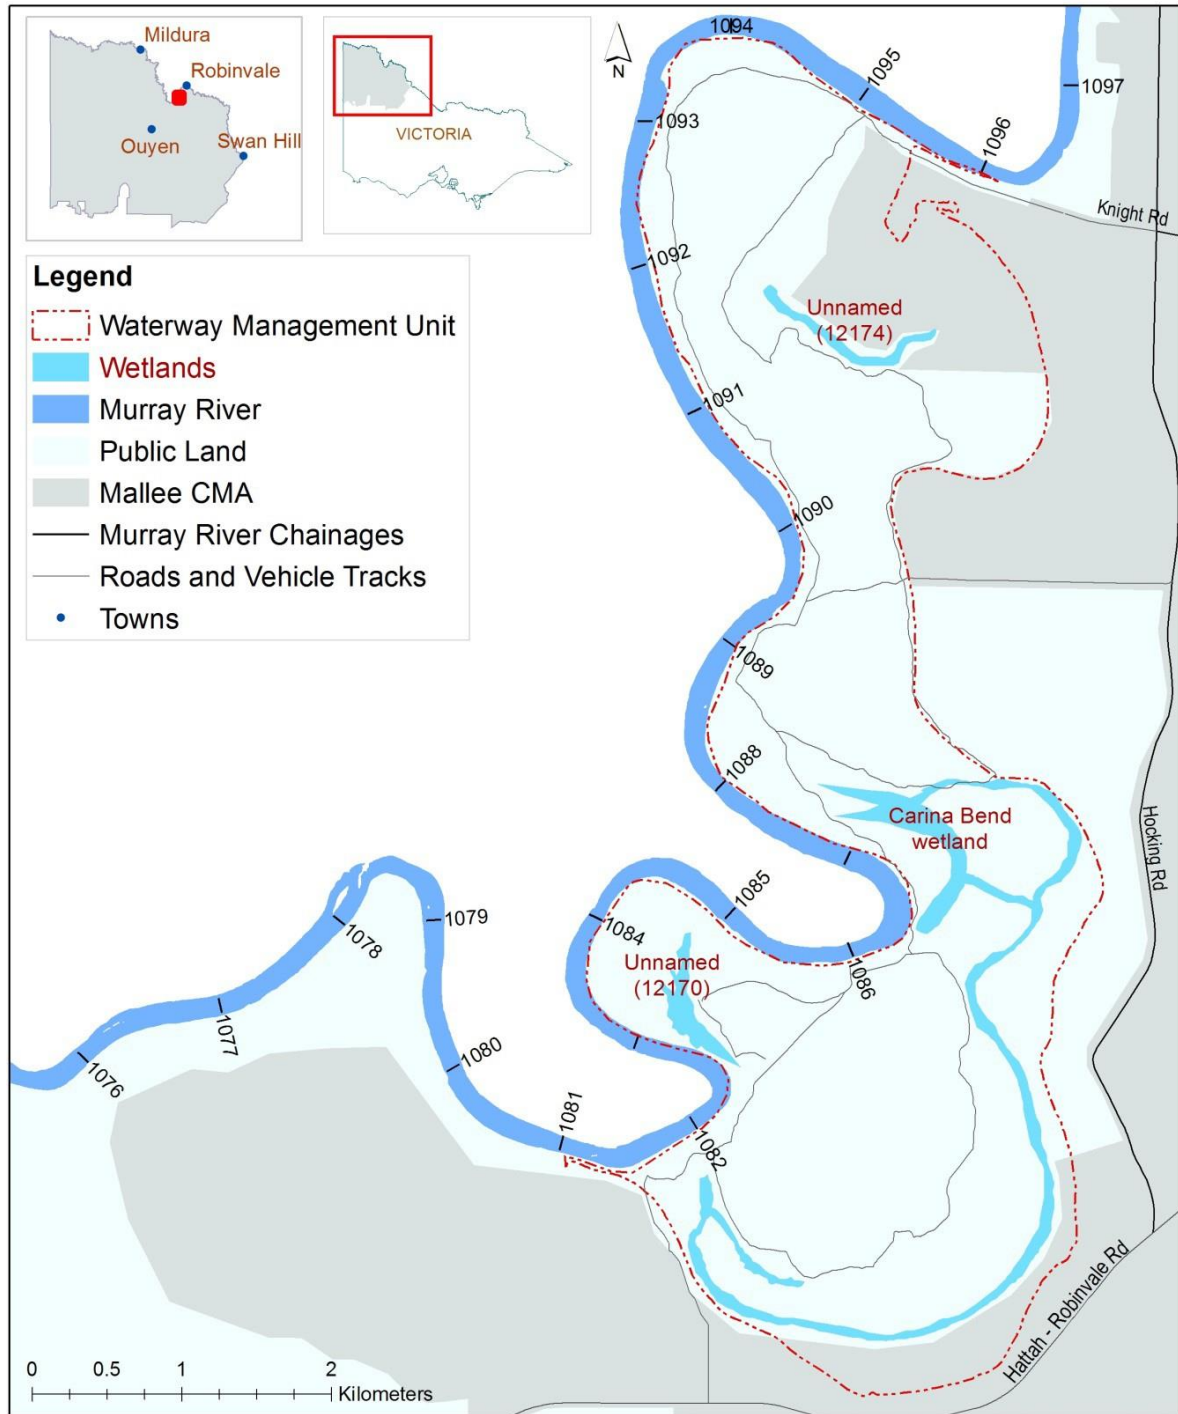 Mildura
Robinvale
Ouyen
Swan Hill
VICTORIA
N
Legend
Waterway Management Unit
Wetlands
Murray River
Public Land
Mallee CMA
Murray River Chainages
Roads and Vehicle Tracks
Towns
1094
1095
1096
1097
1093
1092
1091
1090
1089
1088
1085
1084
1086
1079
1078
1077
1076
1080
1081
1082
Knight Rd
Unnamed
(12174)
Carina Bend
wetland
Hocking Rd
Unnamed
(12170)
Hattah - Robinvale Rd
0 0.5 1 2
Kilometers